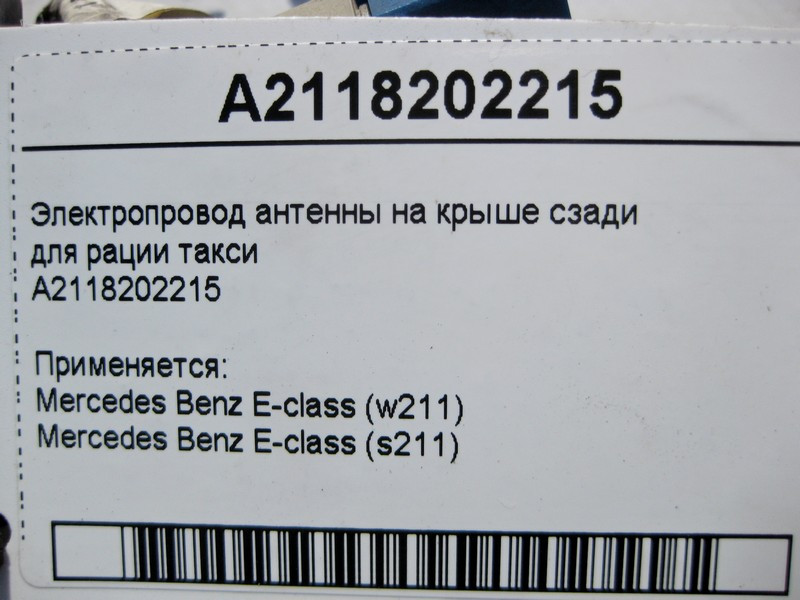 A2118202215
Электропровод антенны на крыше сзади
для рации такси
A2118202215
Применяется:
Mercedes Benz E-class (w211)
Mercedes Benz E-class (s211)